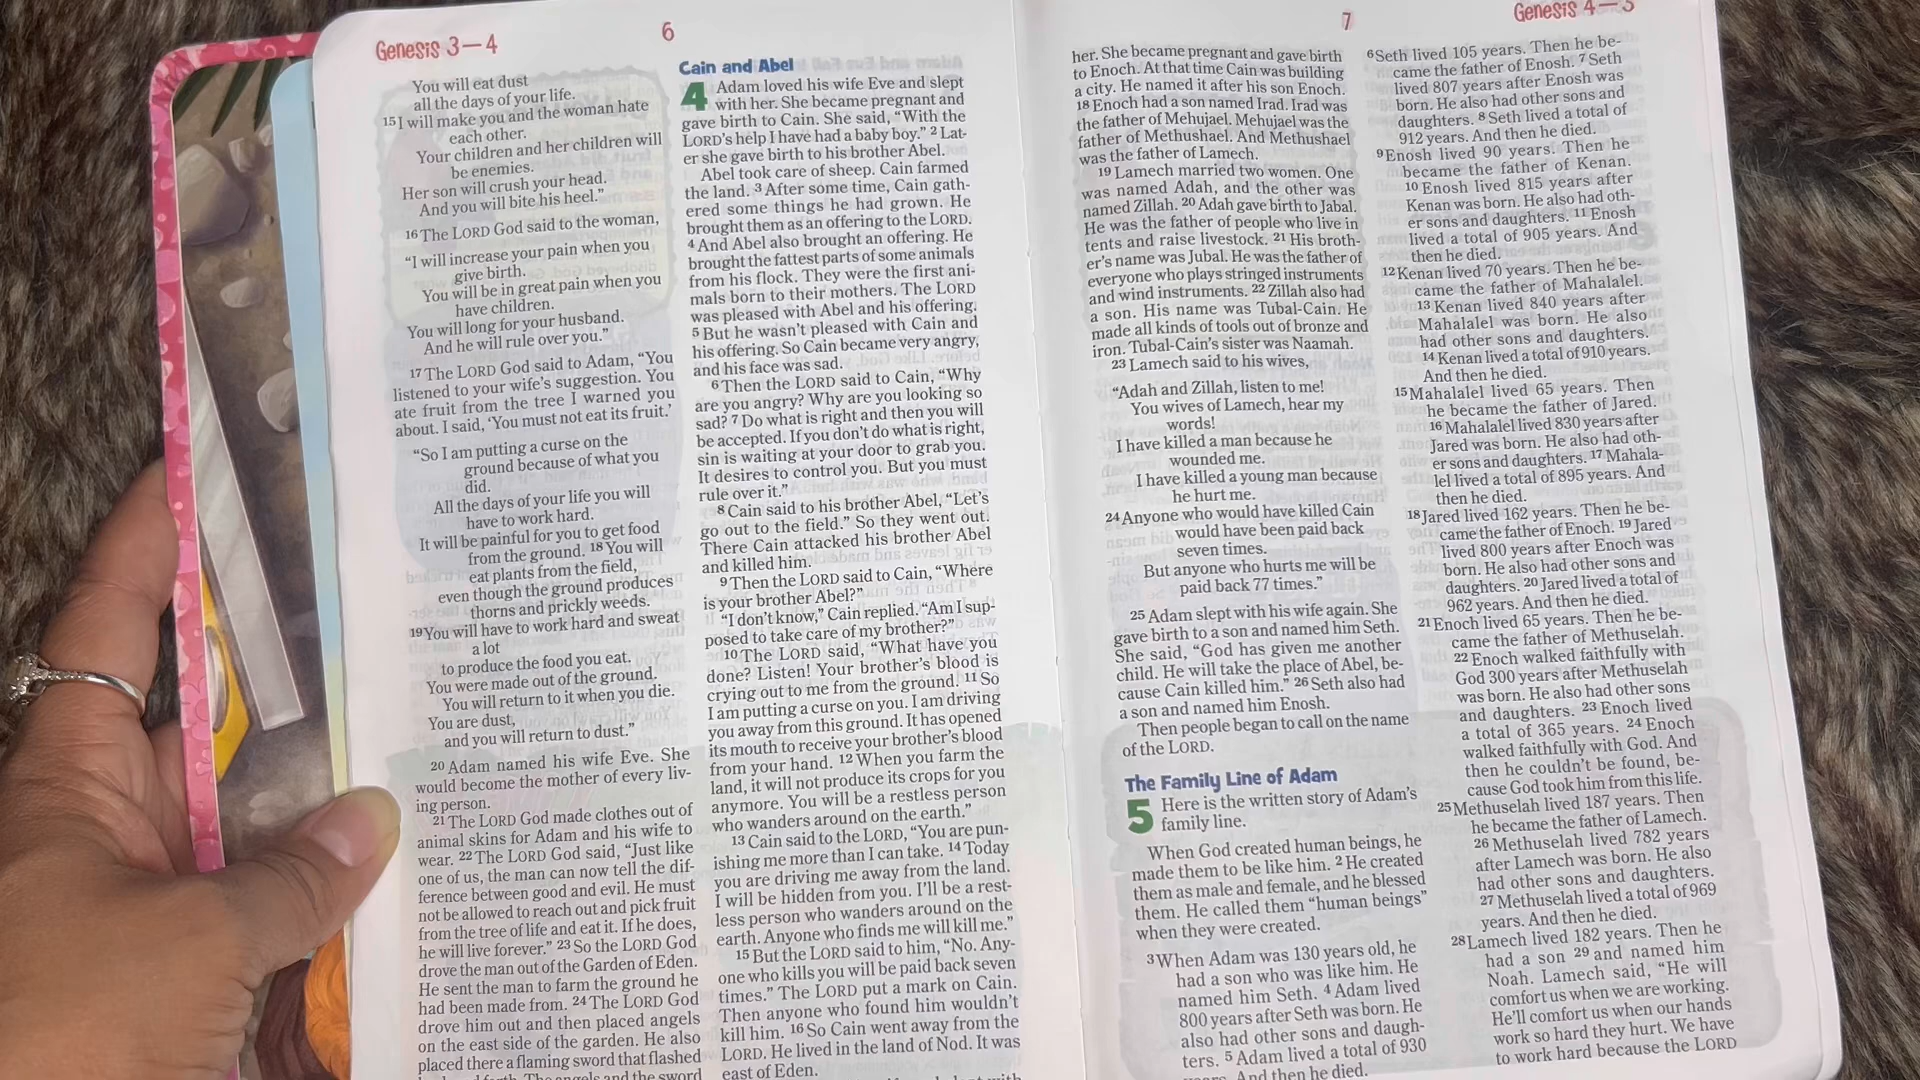 Genesis 3—4
6
You will eat dust
all the days of your life.
15 I will make you and the woman hate
each other.
Your children and her children will
be enemies.
Her son will crush your head.
And you will bite his heel.”
16 The LORD God said to the woman,
“I will increase your pain when you
give birth.
You will be in great pain when you
have children.
You will long for your husband.
And he will rule over you.”
17 The LORD God said to Adam, “You
listened to your wife’s suggestion. You
ate fruit from the tree I warned you
about. I said, ‘You must not eat its fruit.’
“So I am putting a curse on the
ground because of what you
did.
All the days of your life you will
have to work hard.
It will be painful for you to get food
from the ground. 18 You will
eat plants from the field,
even though the ground produces
thorns and prickly weeds.
19 You will have to work hard and sweat
a lot
to produce the food you eat.
You were made out of the ground.
You will return to it when you die.
You are dust,
and you will return to dust.”
20 Adam named his wife Eve. She
would become the mother of every liv-
ing person.
21 The LORD God made clothes out of
animal skins for Adam and his wife to
wear. 22 The LORD God said, “Just like
one of us, the man can now tell the dif-
ference between good and evil. He must
not be allowed to reach out and pick fruit
from the tree of life and eat it. If he does,
he will live forever.” 23 So the LORD God
drove the man out of the Garden of Eden.
He sent the man to farm the ground he
had been made from. 24 The LORD God
drove him out and then placed angels
on the east side of the garden. He also
placed there a flaming sword that flashed
The angels and the sword
Cain and Abel
4 Adam loved his wife Eve and slept
with her. She became pregnant and
gave birth to Cain. She said, “With the
LORD’s help I have had a baby boy.” 2 Lat-
er she gave birth to his brother Abel.
Abel took care of sheep. Cain farmed
the land. 3 After some time, Cain gath-
ered some things he had grown. He
brought them as an offering to the LORD.
4 And Abel also brought an offering. He
brought the fattest parts of some animals
from his flock. They were the first ani-
mals born to their mothers. The LORD
was pleased with Abel and his offering.
5 But he wasn’t pleased with Cain and
his offering. So Cain became very angry,
and his face was sad.
6 Then the LORD said to Cain, “Why
are you angry? Why are you looking so
sad? 7 Do what is right and then you will
be accepted. If you don’t do what is right,
sin is waiting at your door to grab you.
It desires to control you. But you must
rule over it.”
8 Cain said to his brother Abel, “Let’s
go out to the field.” So they went out.
There Cain attacked his brother Abel
and killed him.
9 Then the LORD said to Cain, “Where
is your brother Abel?”
“I don’t know,” Cain replied. “Am I sup-
posed to take care of my brother?”
10 The LORD said, “What have you
done? Listen! Your brother’s blood is
crying out to me from the ground. 11 So
I am putting a curse on you. I am driving
you away from this ground. It has opened
its mouth to receive your brother’s blood
from your hand. 12 When you farm the
land, it will not produce its crops for you
anymore. You will be a restless person
who wanders around on the earth.”
13 Cain said to the LORD, “You are pun-
ishing me more than I can take. 14 Today
you are driving me away from the land.
I will be hidden from you. I’ll be a rest-
less person who wanders around on the
earth. Anyone who finds me will kill me.”
15 But the LORD said to him, “No. Any-
one who kills you will be paid back seven
times.” The LORD put a mark on Cain.
Then anyone who found him wouldn’t
kill him. 16 So Cain went away from the
LORD. He lived in the land of Nod. It was
east of Eden.
7
Genesis 4—5
her. She became pregnant and gave birth
to Enoch. At that time Cain was building
a city. He named it after his son Enoch.
18 Enoch had a son named Irad. Irad was
the father of Mehujael. Mehujael was the
father of Methushael. And Methushael
was the father of Lamech.
19 Lamech married two women. One
was named Adah, and the other was
named Zillah. 20 Adah gave birth to Jabal.
He was the father of people who live in
tents and raise livestock. 21 His broth-
er’s name was Jubal. He was the father of
everyone who plays stringed instruments
and wind instruments. 22 Zillah also had
a son. His name was Tubal-Cain. He
made all kinds of tools out of bronze and
iron. Tubal-Cain’s sister was Naamah.
23 Lamech said to his wives,
“Adah and Zillah, listen to me!
You wives of Lamech, hear my
words!
I have killed a man because he
wounded me.
I have killed a young man because
he hurt me.
24 Anyone who would have killed Cain
would have been paid back
seven times.
But anyone who hurts me will be
paid back 77 times.”
25 Adam slept with his wife again. She
gave birth to a son and named him Seth.
She said, “God has given me another
child. He will take the place of Abel, be-
cause Cain killed him.” 26 Seth also had
a son and named him Enosh.
Then people began to call on the name
of the LORD.
The Family Line of Adam
5 Here is the written story of Adam’s
family line.
When God created human beings, he
made them to be like him. 2 He created
them as male and female, and he blessed
them. He called them “human beings”
when they were created.
3 When Adam was 130 years old, he
had a son who was like him. He
named him Seth. 4 Adam lived
800 years after Seth was born. He
also had other sons and daugh-
ters. 5 Adam lived a total of 930
years. And then he died.
6 Seth lived 105 years. Then he be-
came the father of Enosh. 7 Seth
lived 807 years after Enosh was
born. He also had other sons and
daughters. 8 Seth lived a total of
912 years. And then he died.
9 Enosh lived 90 years. Then he
became the father of Kenan.
10 Enosh lived 815 years after
Kenan was born. He also had oth-
er sons and daughters. 11 Enosh
lived a total of 905 years. And
then he died.
12 Kenan lived 70 years. Then he be-
came the father of Mahalalel.
13 Kenan lived 840 years after
Mahalalel was born. He also
had other sons and daughters.
14 Kenan lived a total of 910 years.
And then he died.
15 Mahalalel lived 65 years. Then
he became the father of Jared.
16 Mahalalel lived 830 years after
Jared was born. He also had oth-
er sons and daughters. 17 Mahala-
lel lived a total of 895 years. And
then he died.
18 Jared lived 162 years. Then he be-
came the father of Enoch. 19 Jared
lived 800 years after Enoch was
born. He also had other sons and
daughters. 20 Jared lived a total of
962 years. And then he died.
21 Enoch lived 65 years. Then he be-
came the father of Methuselah.
22 Enoch walked faithfully with
God 300 years after Methuselah
was born. He also had other sons
and daughters. 23 Enoch lived
a total of 365 years. 24 Enoch
walked faithfully with God. And
then he couldn’t be found, be-
cause God took him from this life.
25 Methuselah lived 187 years. Then
he became the father of Lamech.
26 Methuselah lived 782 years
after Lamech was born. He also
had other sons and daughters.
27 Methuselah lived a total of 969
years. And then he died.
28 Lamech lived 182 years. Then he
had a son 29 and named him
Noah. Lamech said, “He will
comfort us when we are working.
He’ll comfort us when our hands
work so hard they hurt. We have
to work hard because the LORD